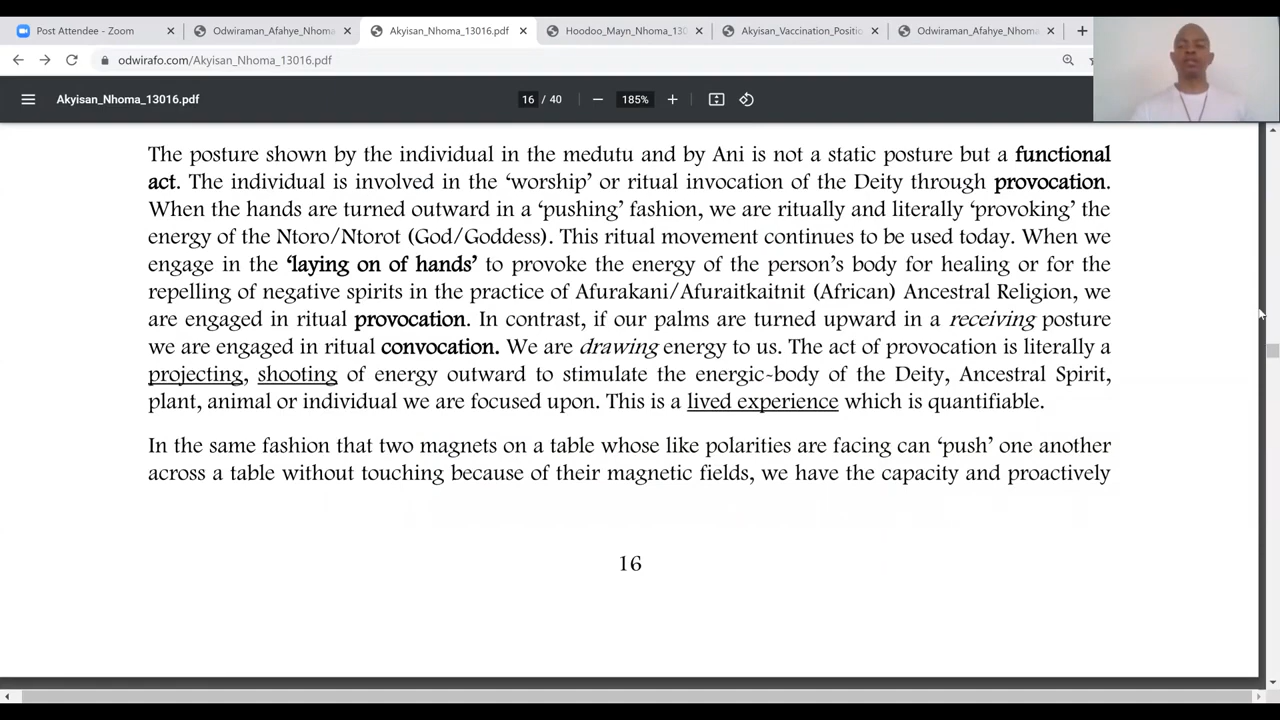 Post Attendee - Zoom
Odwiraman_Afahye_Nhoma_
Akyisan_Nhoma_13016.pdf
Hoodoo_Mayn_Nhoma_130
Akyisan_Vaccination_Positio
Odwiraman_Afahye_Nhoma_
odwirafo.com/Akyisan_Nhoma_13016.pdf
Akyisan_Nhoma_13016.pdf
16 / 40
185%
The posture shown by the individual in the medutu and by Ani is not a static posture but a functional
act. The individual is involved in the ‘worship’ or ritual invocation of the Deity through provocation.
When the hands are turned outward in a ‘pushing’ fashion, we are ritually and literally ‘provoking’ the
energy of the Ntoro/Ntorot (God/Goddess). This ritual movement continues to be used today. When we
engage in the ‘laying on of hands’ to provoke the energy of the person’s body for healing or for the
repelling of negative spirits in the practice of Afurakani/Afuraitkaitnit (African) Ancestral Religion, we
are engaged in ritual provocation. In contrast, if our palms are turned upward in a receiving posture
we are engaged in ritual convocation. We are drawing energy to us. The act of provocation is literally a
projecting, shooting of energy outward to stimulate the energic-body of the Deity, Ancestral Spirit,
plant, animal or individual we are focused upon. This is a lived experience which is quantifiable.
In the same fashion that two magnets on a table whose like polarities are facing can ‘push’ one another
across a table without touching because of their magnetic fields, we have the capacity and proactively
16